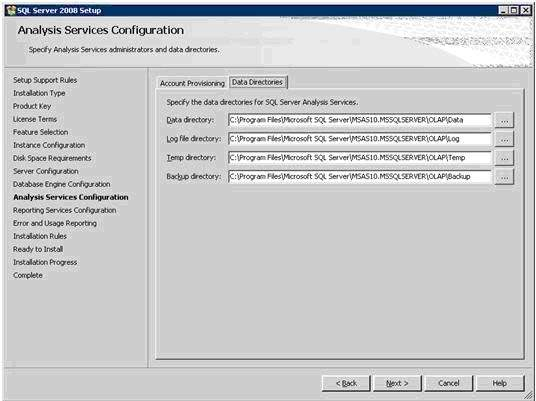 SQL Server 2008 Setup
Analysis Services Configuration
Specify Analysis Services administrators and data directories.
Setup Support Rules
Installation Type
Product Key
License Terms
Feature Selection
Instance Configuration
Disk Space Requirements
Server Configuration
Database Engine Configuration
Analysis Services Configuration
Reporting Services Configuration
Error and Usage Reporting
Installation Rules
Ready to Install
Installation Progress
Complete
Account Provisioning Data Directories
Specify the data directories for SQL Server Analysis Services.
Data directory: C:\Program Files\Microsoft SQL Server\MSAS10.MSSQLSERVER\OLAP\Data ...
Log file directory: C:\Program Files\Microsoft SQL Server\MSAS10.MSSQLSERVER\OLAP\Log ...
Temp directory: C:\Program Files\Microsoft SQL Server\MSAS10.MSSQLSERVER\OLAP\Temp ...
Backup directory: C:\Program Files\Microsoft SQL Server\MSAS10.MSSQLSERVER\OLAP\Backup ...
< Back Next > Cancel Help